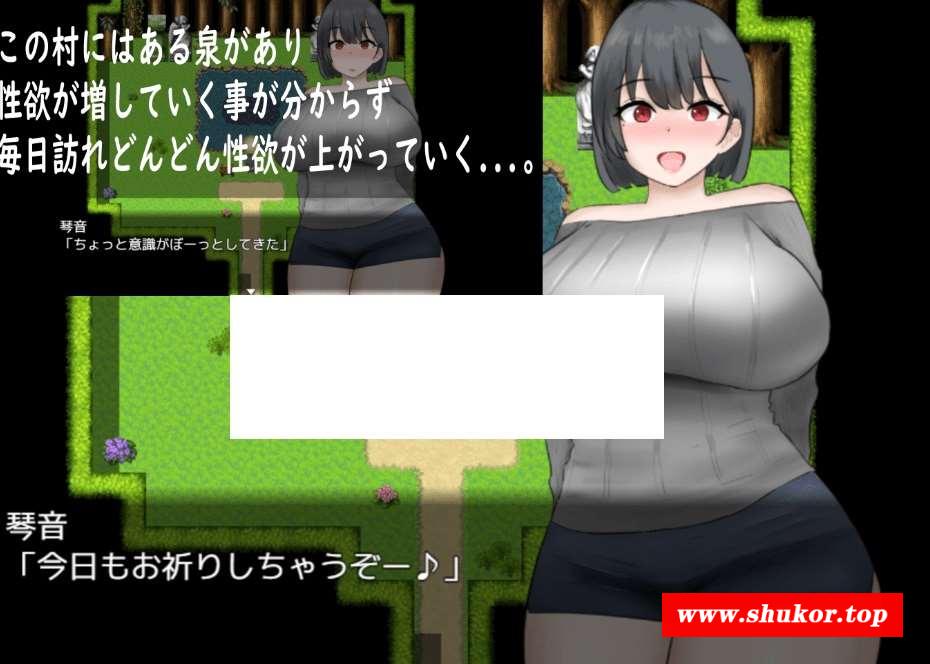 この村にはある泉があり
性欲が増していく事が分からず
毎日訪れどんどん性欲が上がっていく...。
琴音
「ちょっと意識がぼーっとしてきた」
琴音
「今日もお祈りしちゃうぞー♪」
www.shukor.top